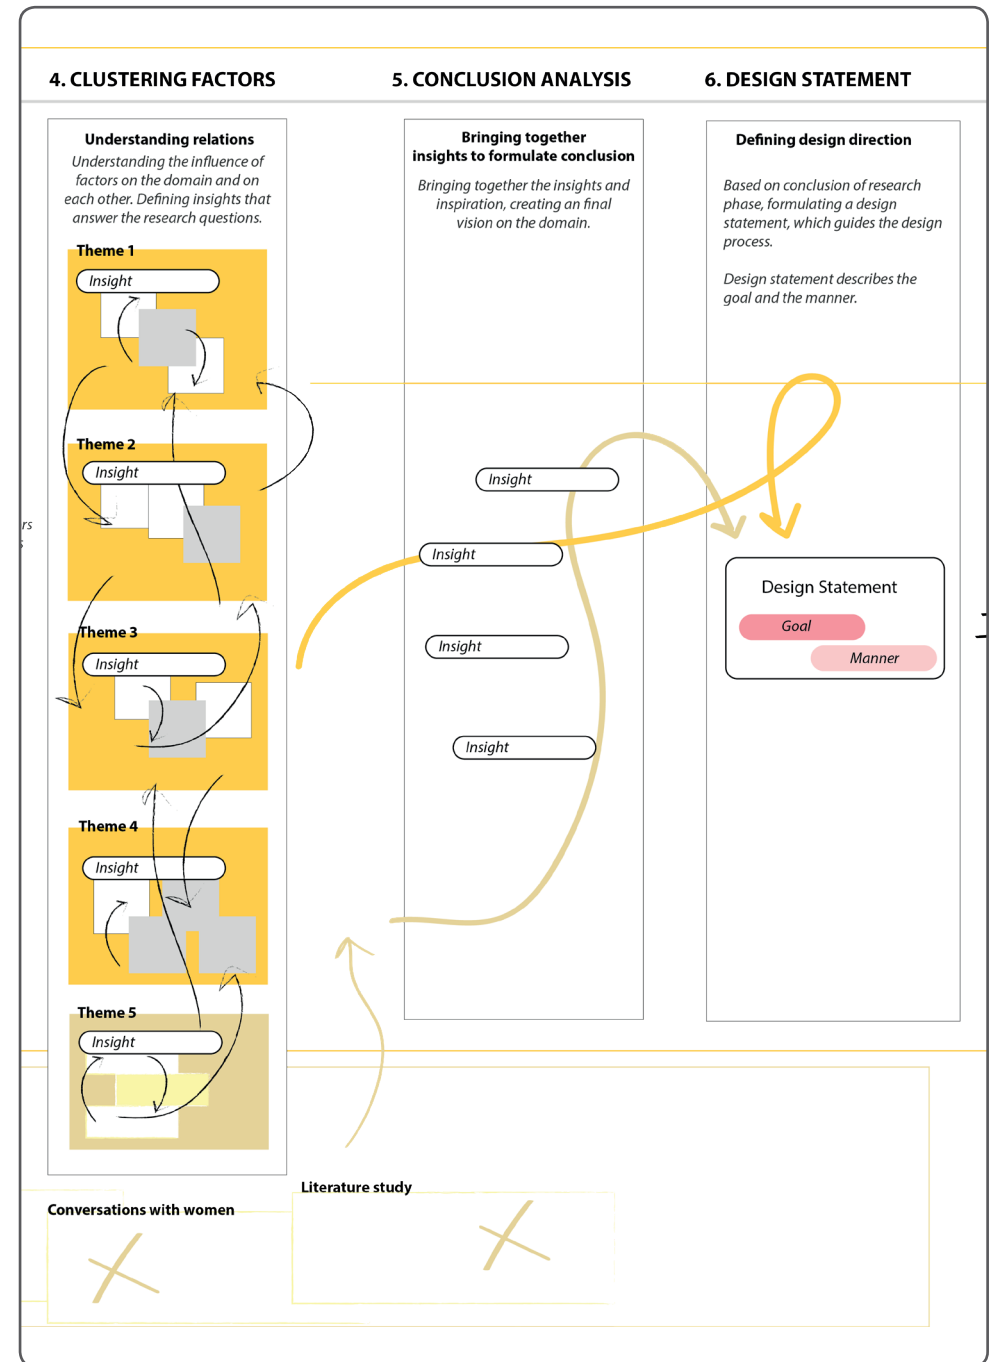 4. CLUSTERING FACTORS
Understanding relations
Understanding the influence of
factors on the domain and on
each other. Defining insights that
answer the research questions.
Theme 1
Insight
Theme 2
Insight
rs
Theme 3
Insight
Theme 4
Insight
Theme 5
Insight
5. CONCLUSION ANALYSIS
Bringing together
insights to formulate conclusion
Bringing together the insights and
inspiration, creating an final
vision on the domain.
Insight
Insight
Insight
Insight
6. DESIGN STATEMENT
Defining design direction
Based on conclusion of research
phase, formulating a design
statement, which guides the design
process.
Design statement describes the
goal and the manner.
Design Statement
Goal
Manner
Literature study
Conversations with women